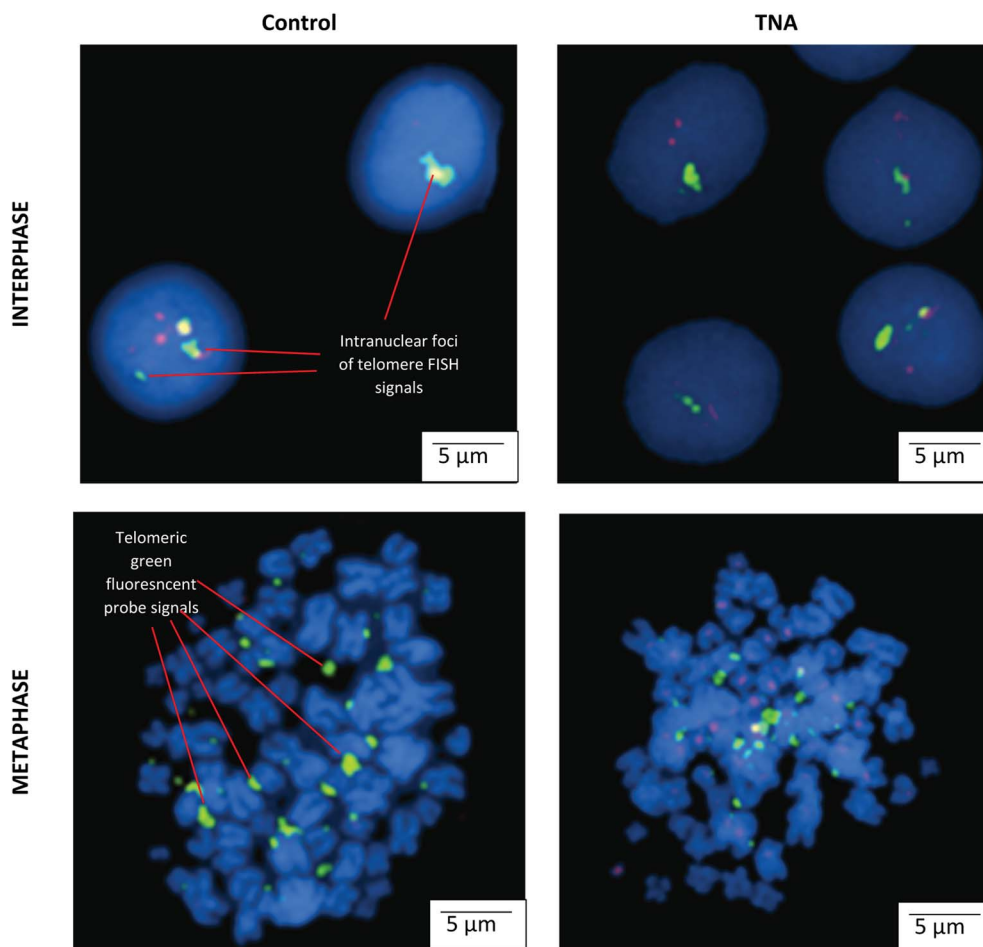 Control
TNA
INTERPHASE
Intranuclear foci
of telomere FISH
signals
5 µm
5 µm
METAPHASE
Telomeric
green
fluoresncent
probe signals
5 µm
5 µm